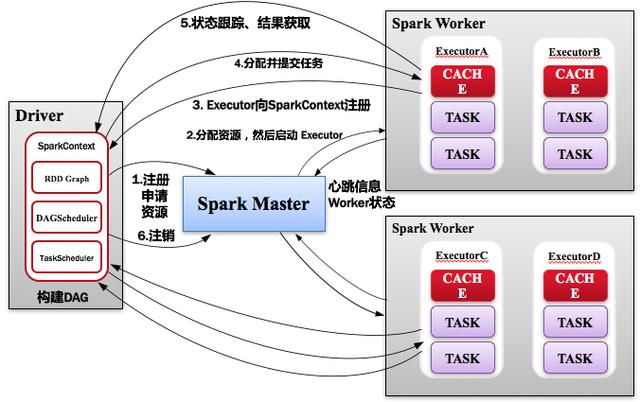 5.状态跟踪、结果获取
4.分配并提交任务
3. Executor向SparkContext注册
2.分配资源，然后启动 Executor
Driver
SparkContext
RDD Graph
DAGScheduler
TaskScheduler
构建DAG
1.注册
申请
资源
6.注销
Spark Master
心跳信息
Worker状态
Spark Worker
ExecutorA
CACH
E
TASK
TASK
ExecutorB
CACH
E
TASK
TASK
Spark Worker
ExecutorC
CACH
E
TASK
TASK
ExecutorD
CACH
E
TASK
TASK